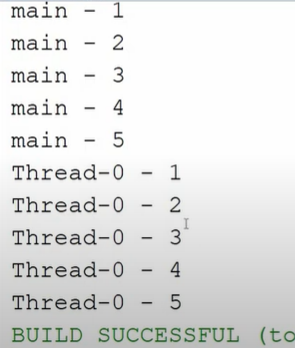 main - 1
main - 2
main - 3
main - 4
main - 5
Thread-0 - 1
Thread-0 - 2
Thread-0 - 3
Thread-0 - 4
Thread-0 - 5
BUILD SUCCESSFUL (to